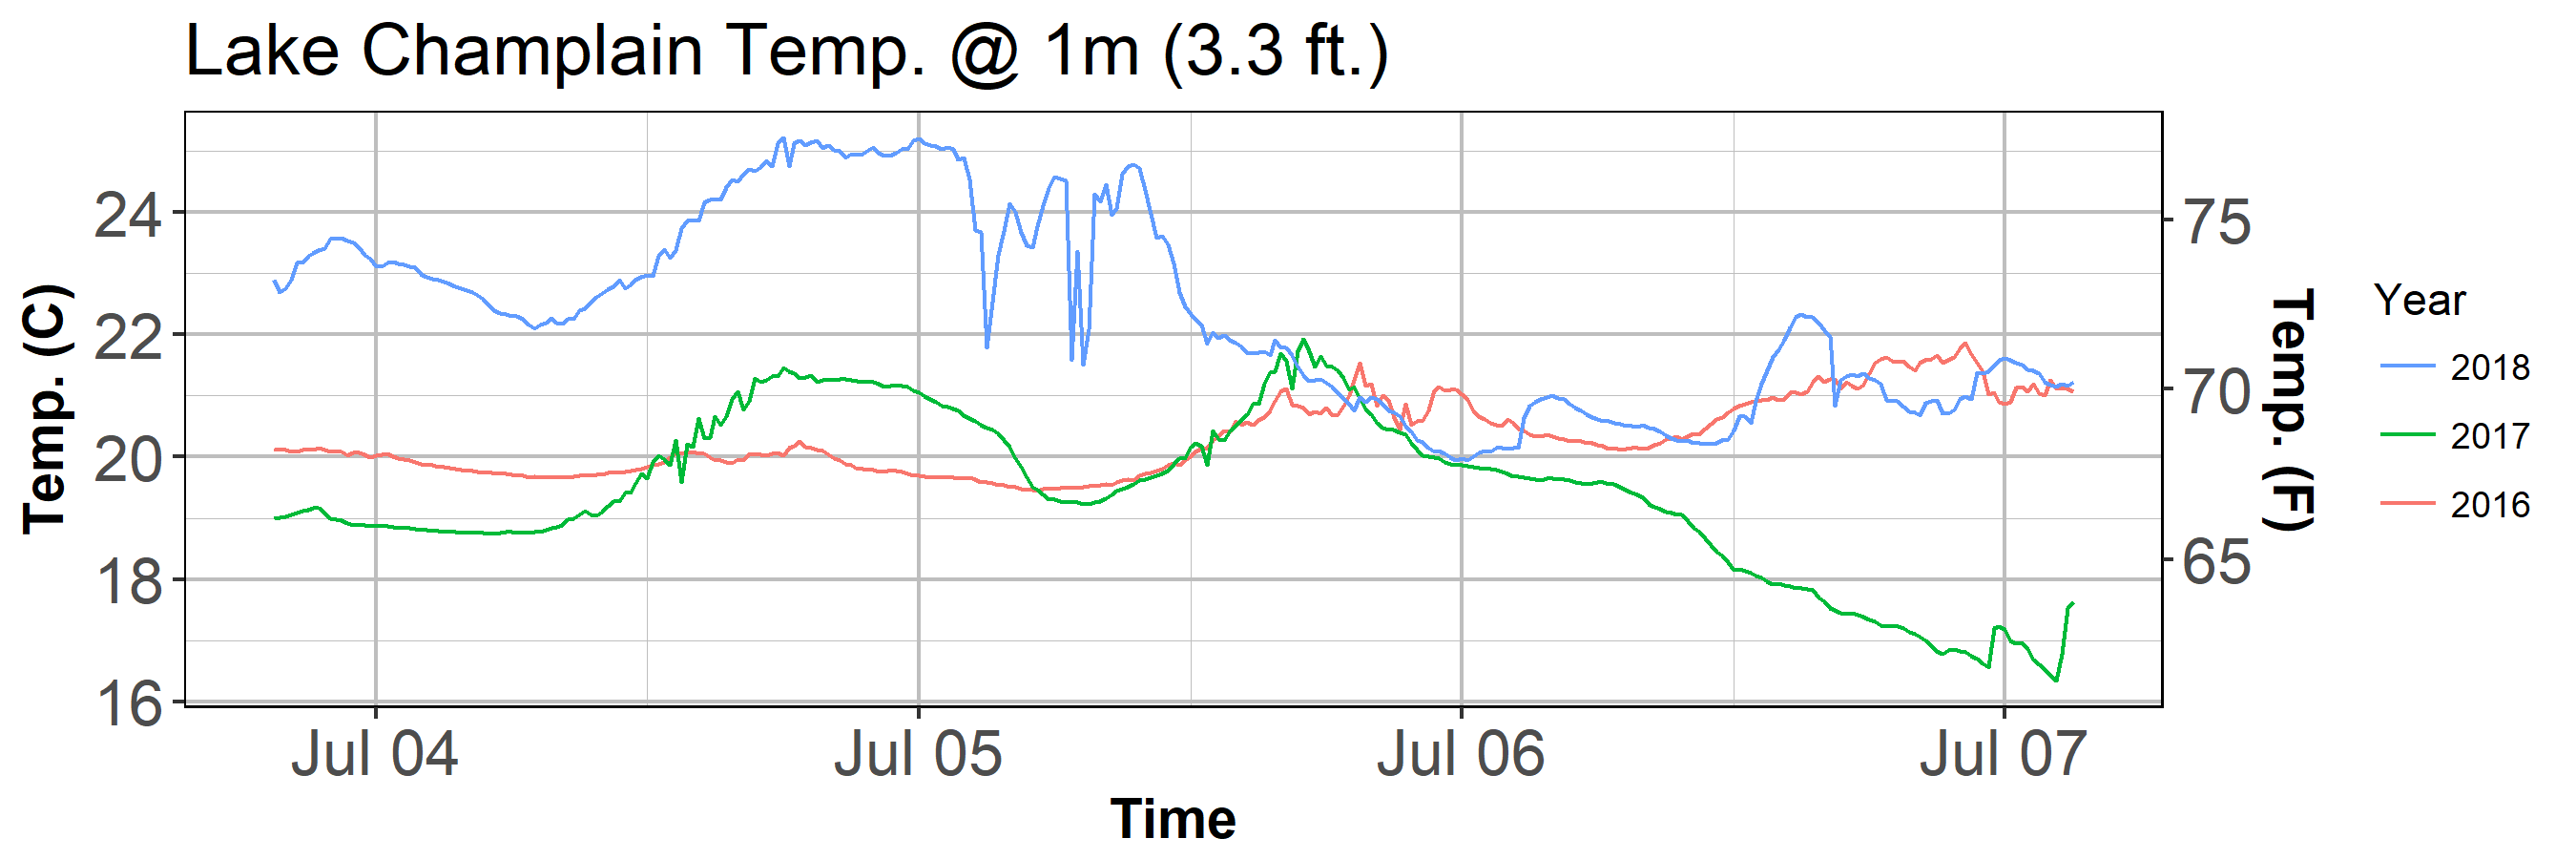 Lake Champlain Temp. @ 1m (3.3 ft.)
Temp. (C)
24
22
20
18
16
75
70
65
Temp. (F)
Jul 04
Jul 05
Jul 06
Jul 07
Time
Year
2018
2017
2016